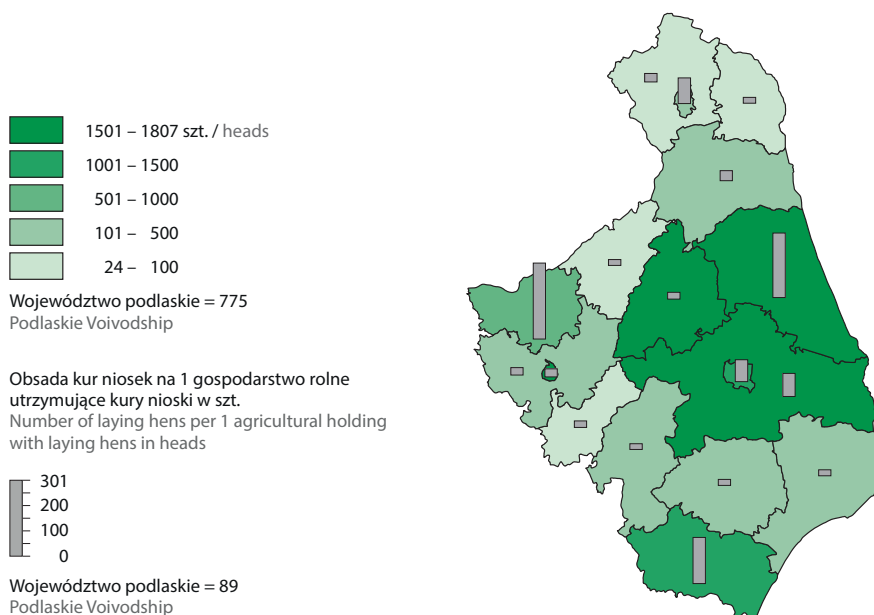 1501 – 1807 szt. / heads
1001 – 1500
501 – 1000
101 – 500
24 – 100
Województwo podlaskie = 775
Podlaskie Voivodship
Obsada kur niosek na 1 gospodarstwo rolne
utrzymujące kury nioski w szt.
Number of laying hens per 1 agricultural holding
with laying hens in heads
301
200
100
0
Województwo podlaskie = 89
Podlaskie Voivodship